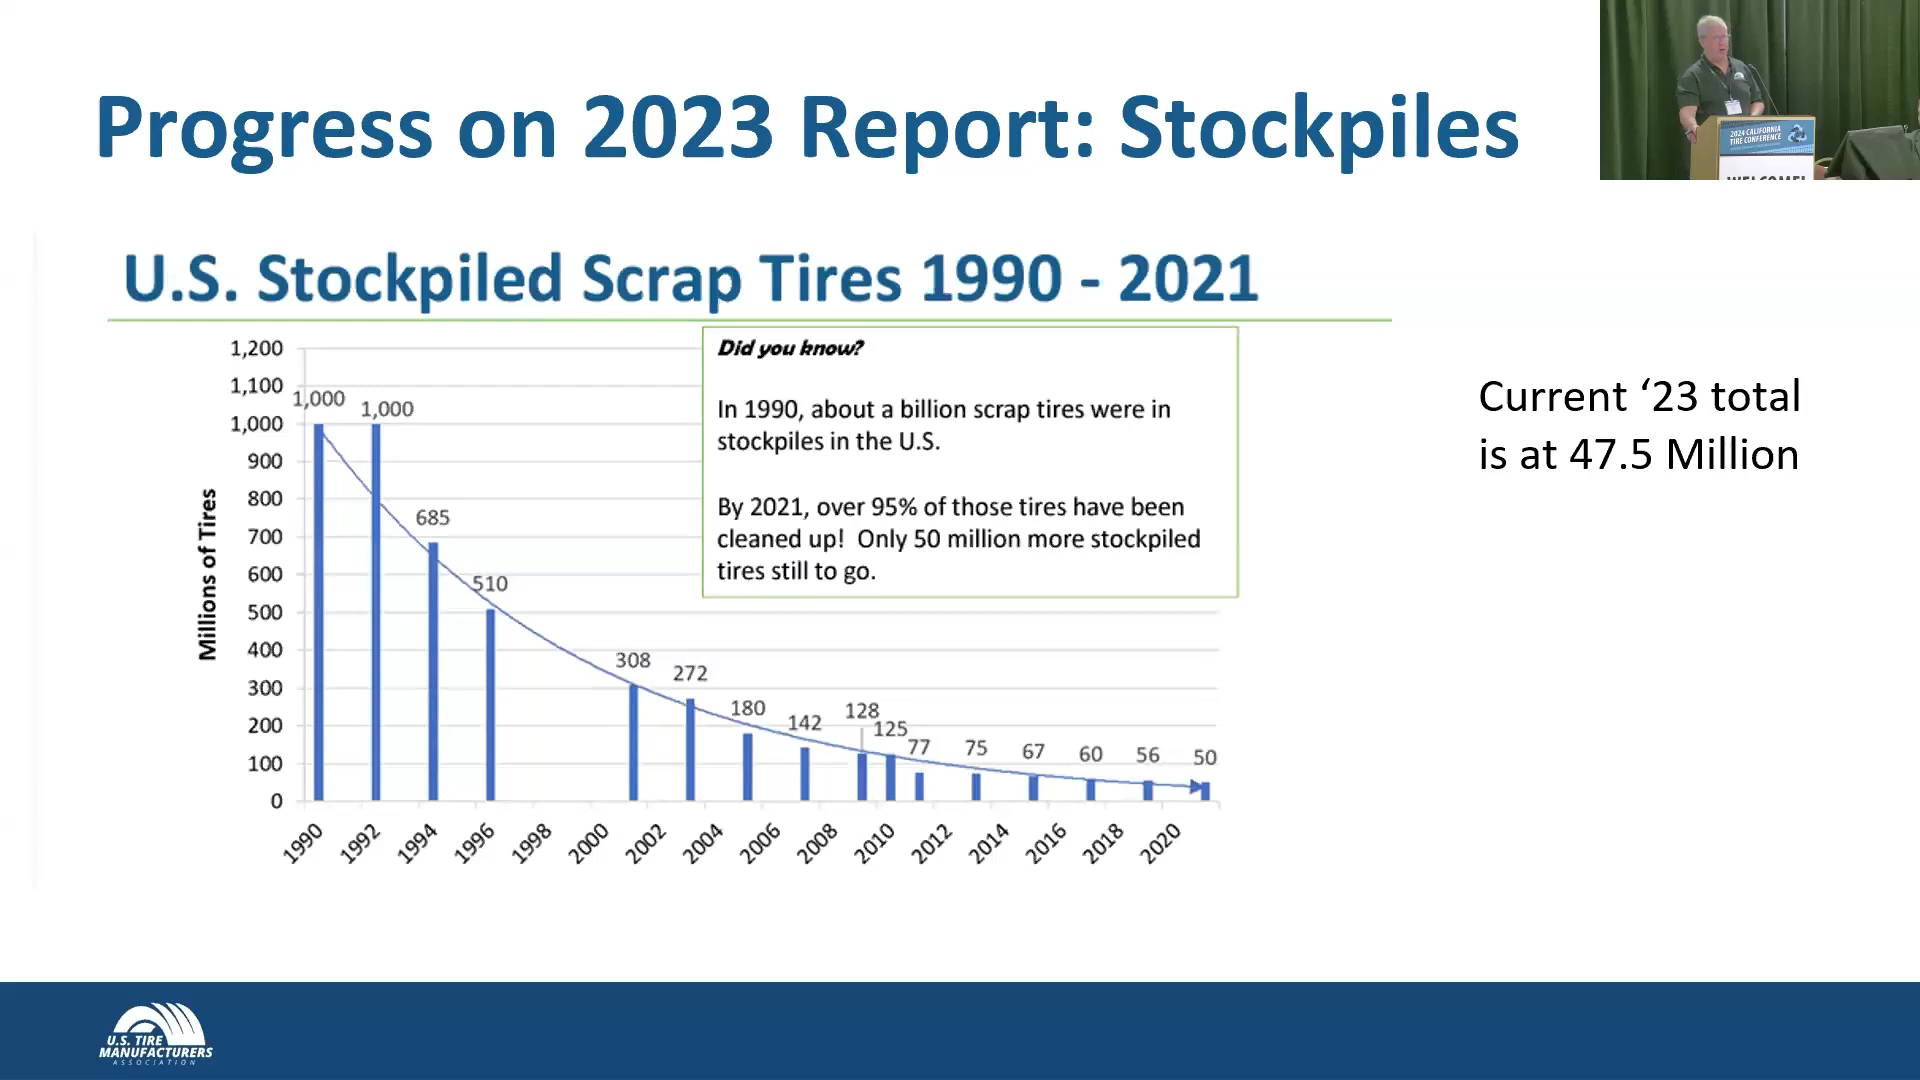 Progress on 2023 Report: Stockpiles
2024 CALIFORNIA
TIRE CONFERENCE
WELCOME!
U.S. Stockpiled Scrap Tires 1990 - 2021
Did you know?
In 1990, about a billion scrap tires were in
stockpiles in the U.S.
By 2021, over 95% of those tires have been
cleaned up! Only 50 million more stockpiled
tires still to go.
Current ‘23 total
is at 47.5 Million
Millions of Tires
1,200
1,100
1,000
900
800
700
600
500
400
300
200
100
0
1,000
1,000
685
510
308
272
180
142
128
125
77
75
67
60
56
50
1990
1992
1994
1996
1998
2000
2002
2004
2006
2008
2010
2012
2014
2016
2018
2020
U.S. TIRE
MANUFACTURERS
ASSOCIATION